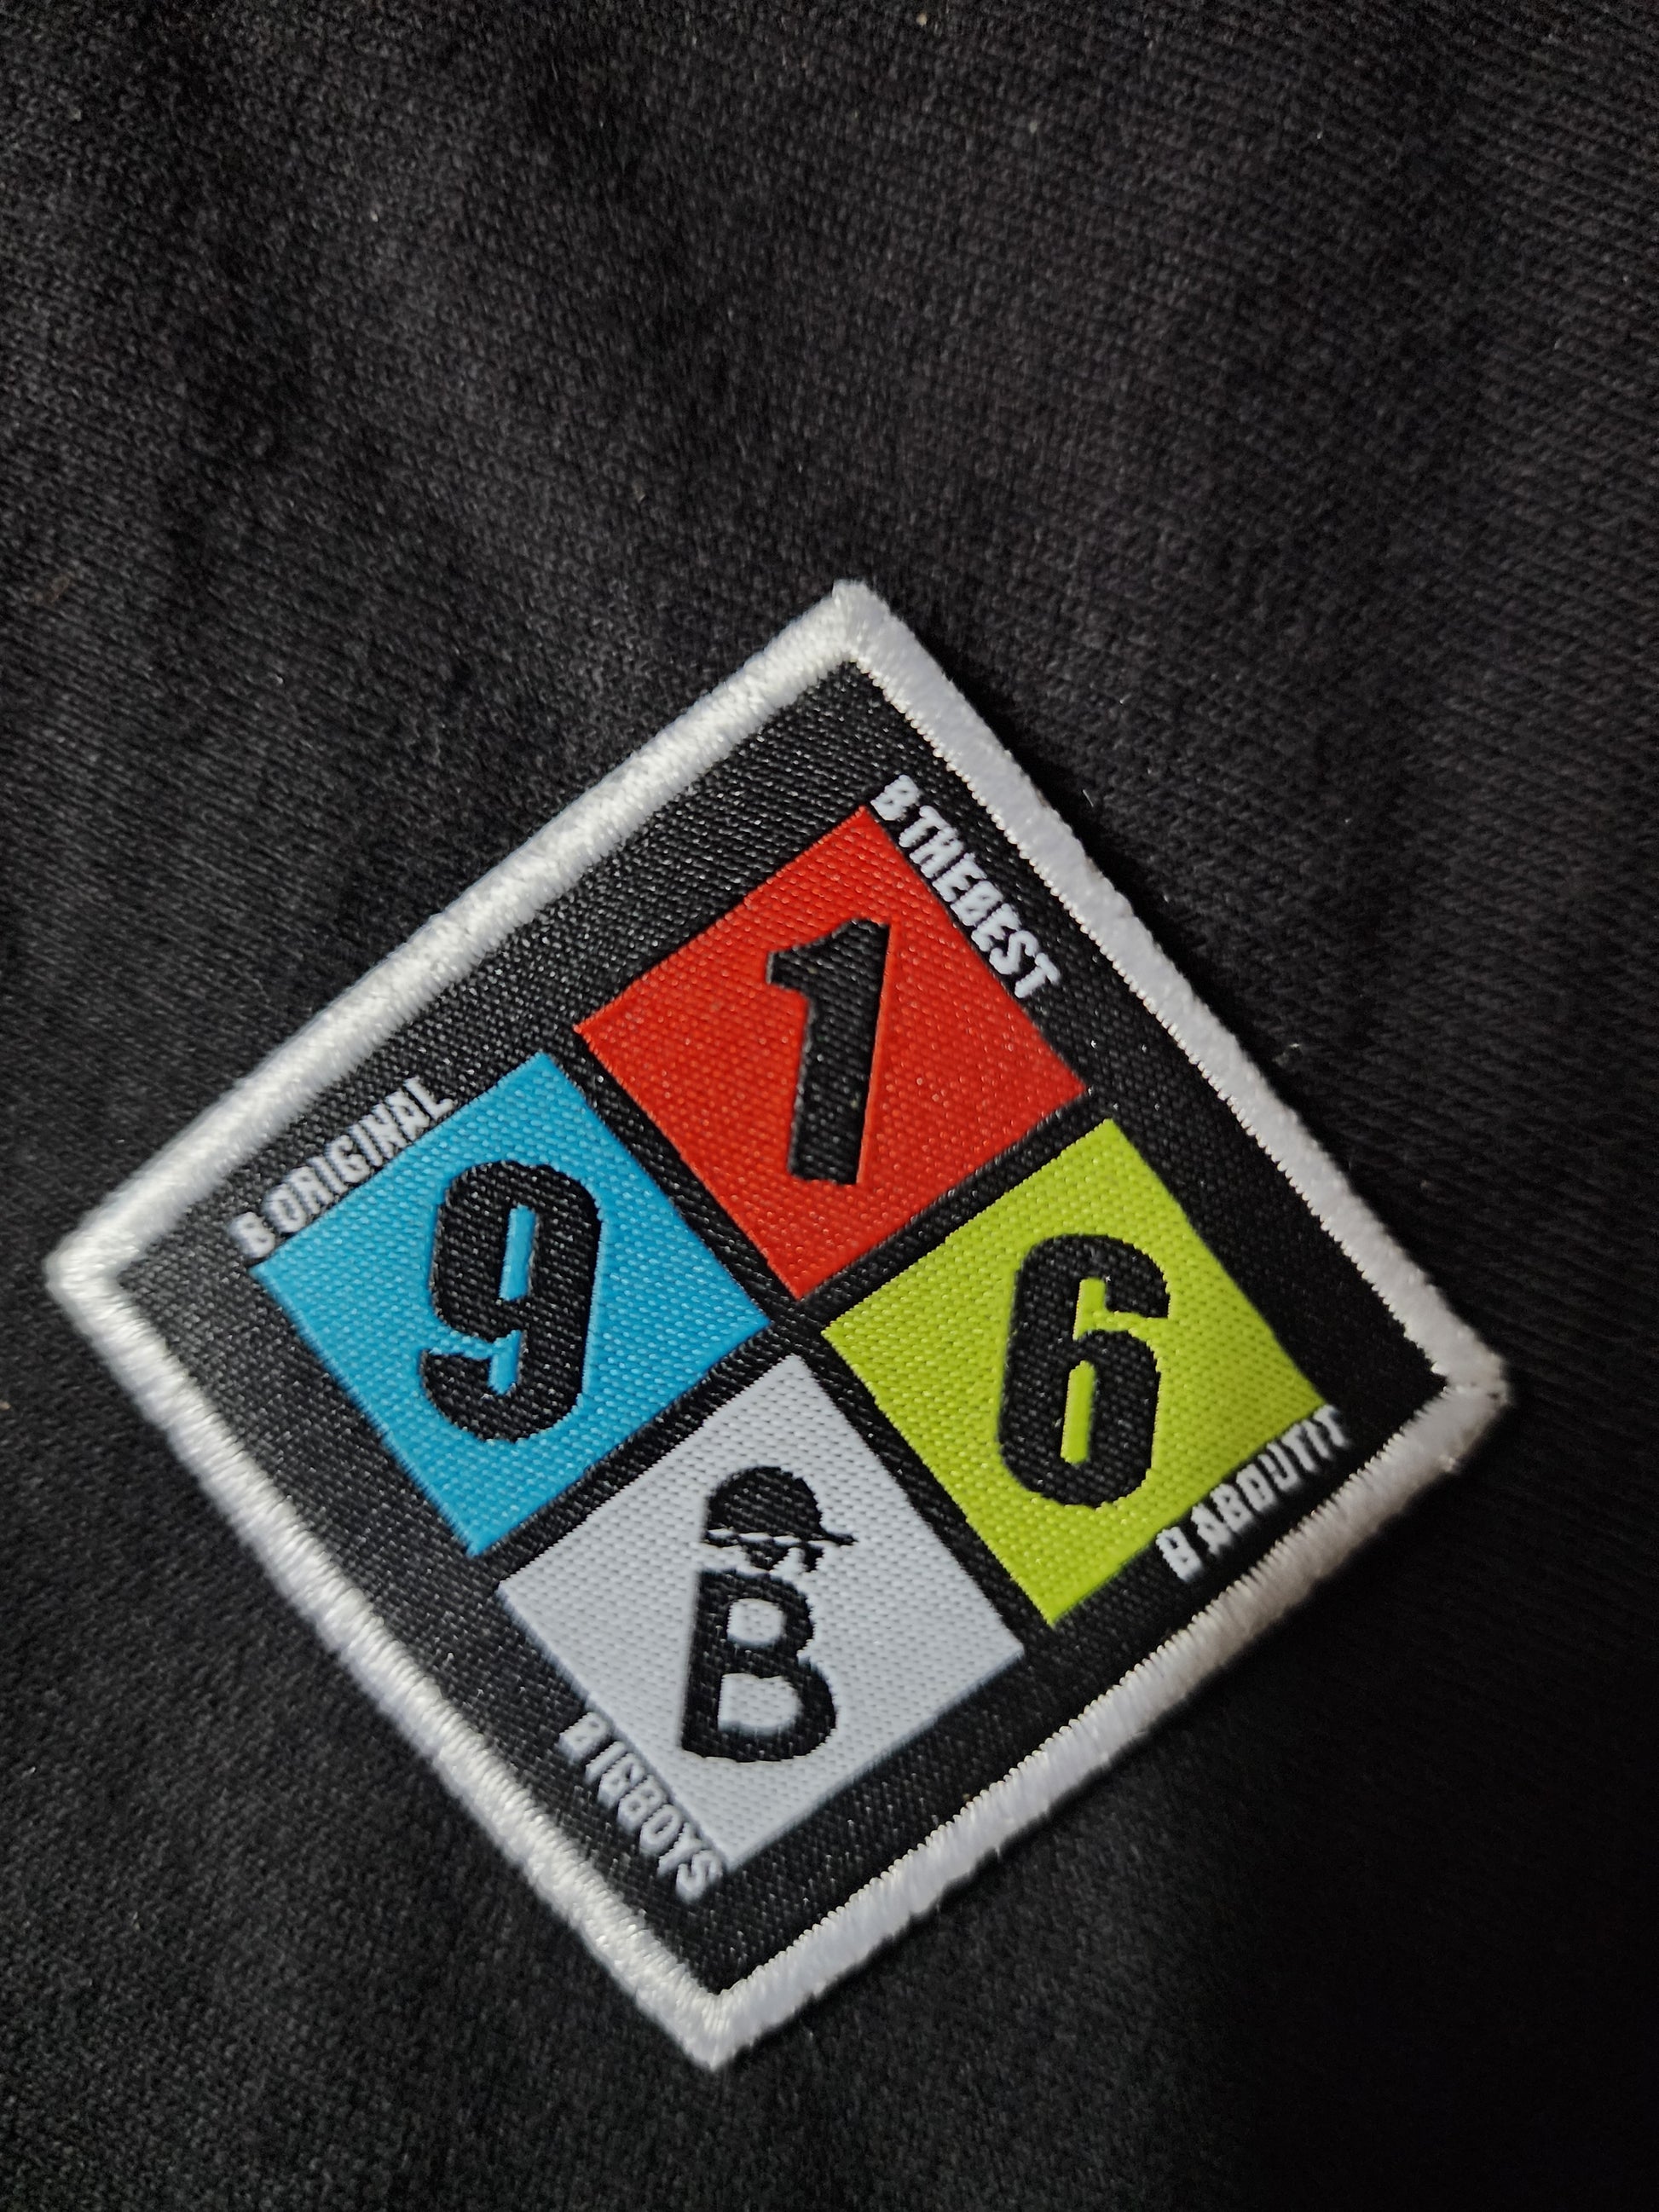 B THEBEST
1
B ORIGINAL
9
6
B ABOUTIT
B
BIGBOYS